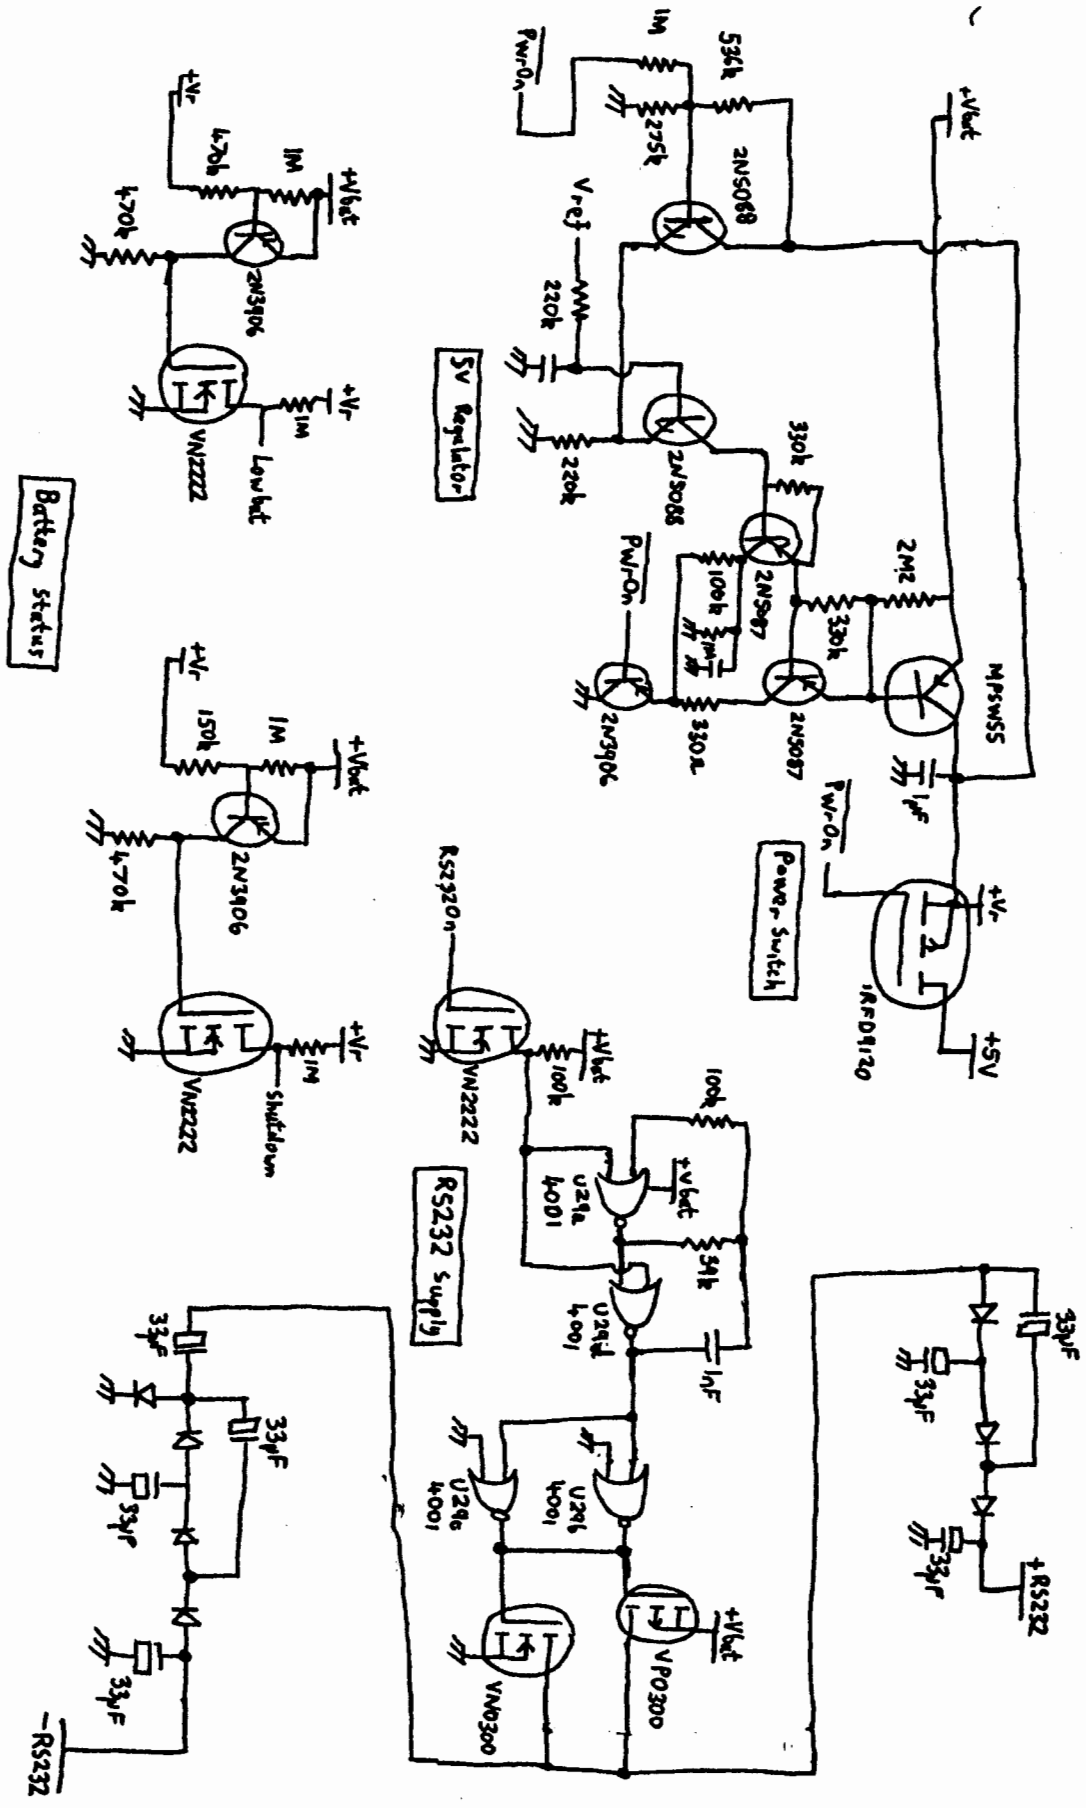 +Vbat
536k
1M
PwrOn
275k
2N5088
Vref
220k
5V Regulator
220k
2N5088
330k
2N5087
100k
1M
PwrOn
2N3906
330Ω
2N5087
330k
2M2
MPSW55
1µF
PwrOn
Power Switch
+Vr
IRFD9120
+5V
+Vr
470k
1M
+Vbat
470k
2N3906
VN2222
Lowbat
1M
+Vr
Battery Status
+Vr
150k
1M
+Vbat
470k
2N3906
VN2222
Shutdown
1M
+Vr
RS232On
VN2222
100k
+Vbat
RS232 Supply
100k
+Vbat
U29a
4001
39k
U29d
4001
1nF
U29c
4001
U29b
4001
VN0300
VP0300
+Vbat
33µF
33µF
33µF
+RS232
33µF
33µF
33µF
33µF
-RS232